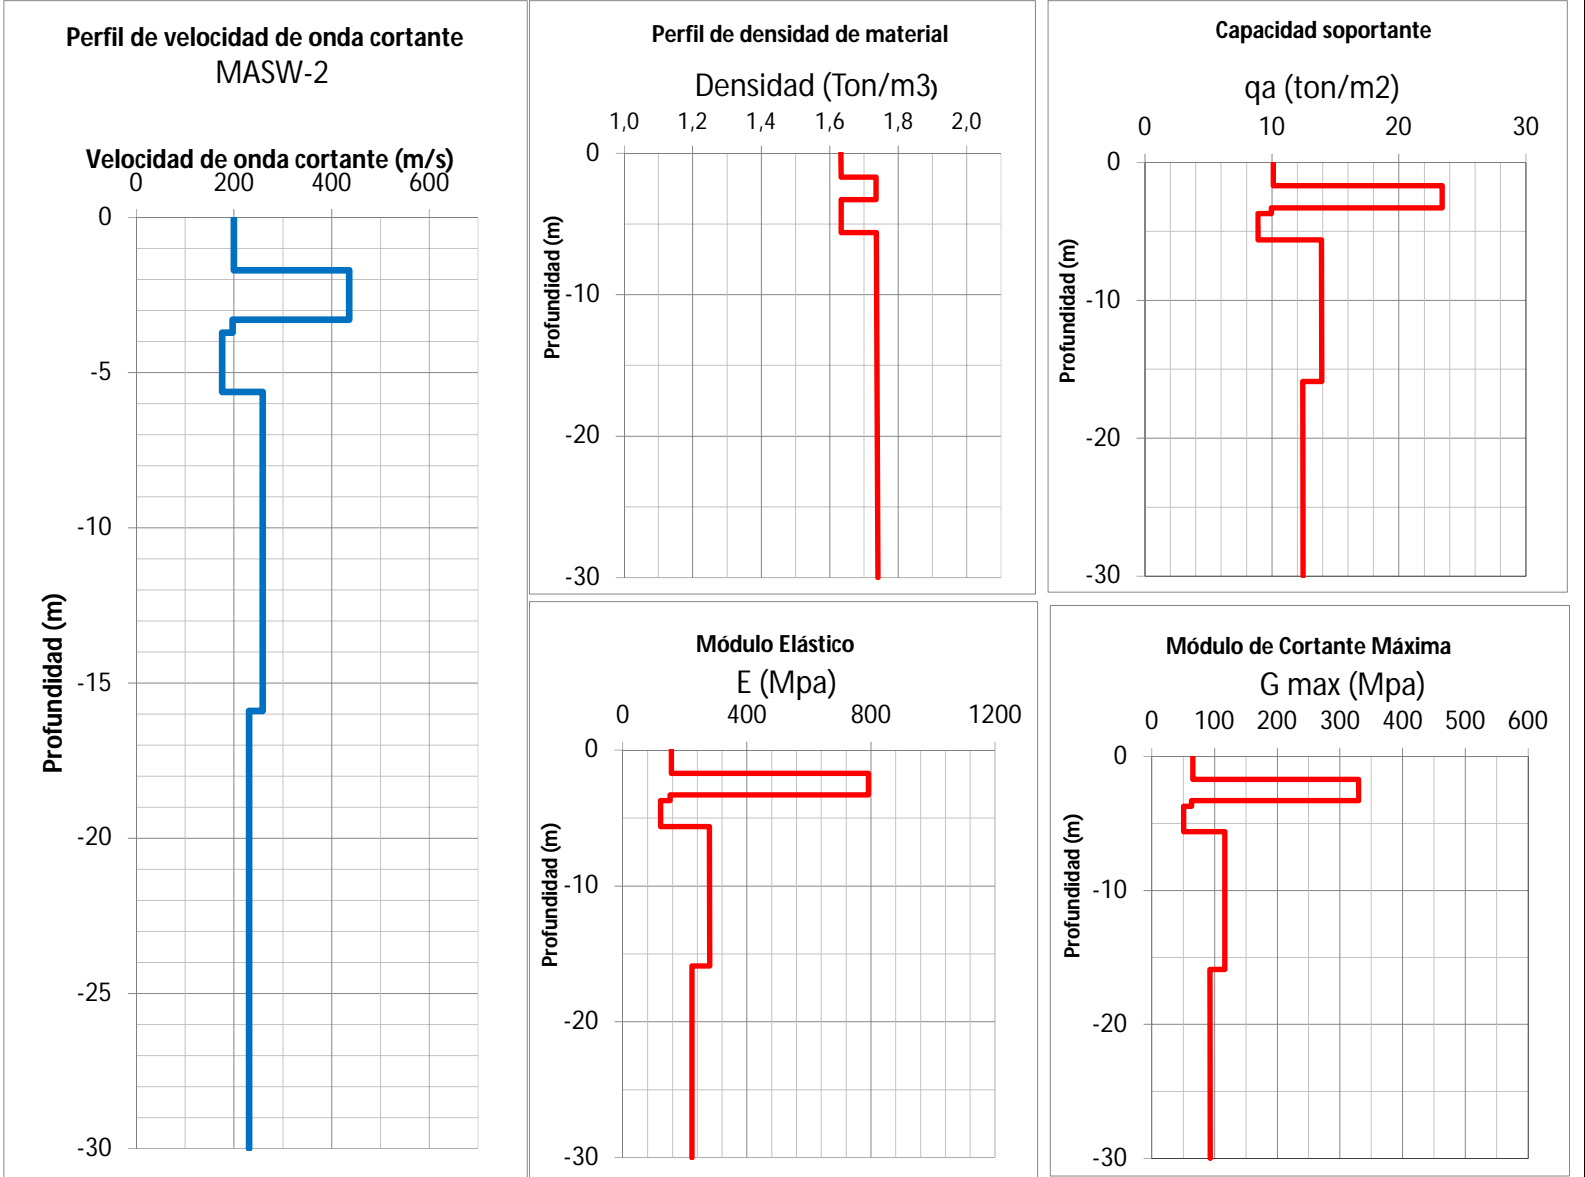 Perfil de velocidad de onda cortante
MASW-2
Velocidad de onda cortante (m/s)
0 200 400 600
0
-5
-10
-15
-20
-25
-30
Profundidad (m)
Perfil de densidad de material
Densidad (Ton/m3)
1,0 1,2 1,4 1,6 1,8 2,0
0
-10
-20
-30
Profundidad (m)
Capacidad soportante
qa (ton/m2)
0 10 20 30
0
-10
-20
-30
Profundidad (m)
Módulo Elástico
E (Mpa)
0 400 800 1200
0
-10
-20
-30
Profundidad (m)
Módulo de Cortante Máxima
G max (Mpa)
0 100 200 300 400 500 600
0
-10
-20
-30
Profundidad (m)